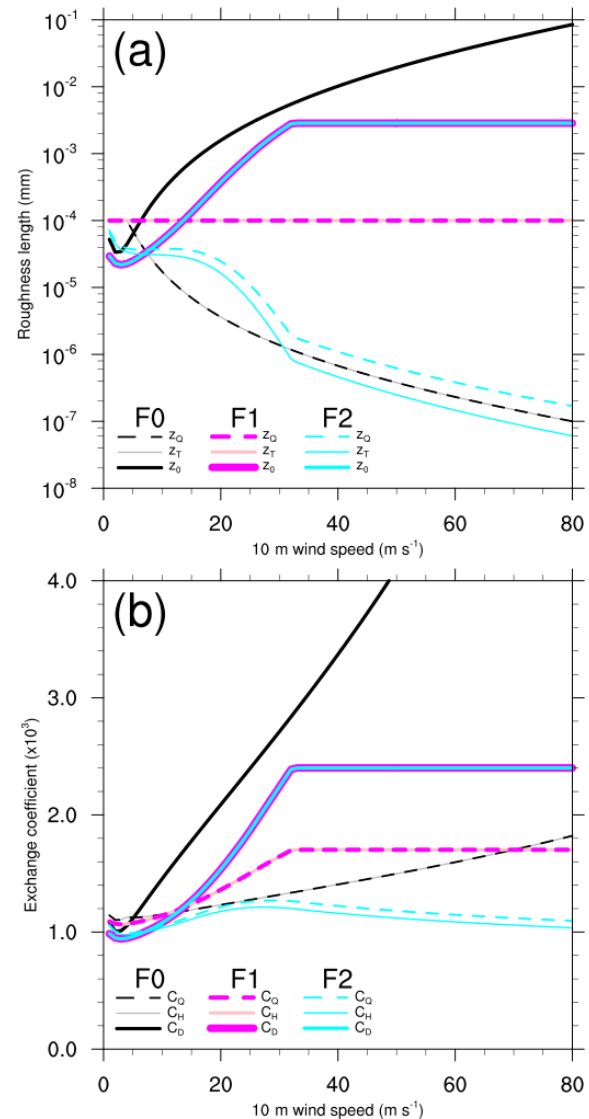 (a)
10⁻¹
10⁻²
10⁻³
10⁻⁴
10⁻⁵
10⁻⁶
10⁻⁷
10⁻⁸
Roughness length (mm)
F0 F1 F2
z_Q z_Q z_Q
z_T z_T z_T
z_0 z_0 z_0
0 20 40 60 80
10 m wind speed (m s⁻¹)
(b)
4.0
3.0
2.0
1.0
0.0
Exchange coefficient (x10³)
F0 F1 F2
C_Q C_Q C_Q
C_H C_H C_H
C_D C_D C_D
0 20 40 60 80
10 m wind speed (m s⁻¹)